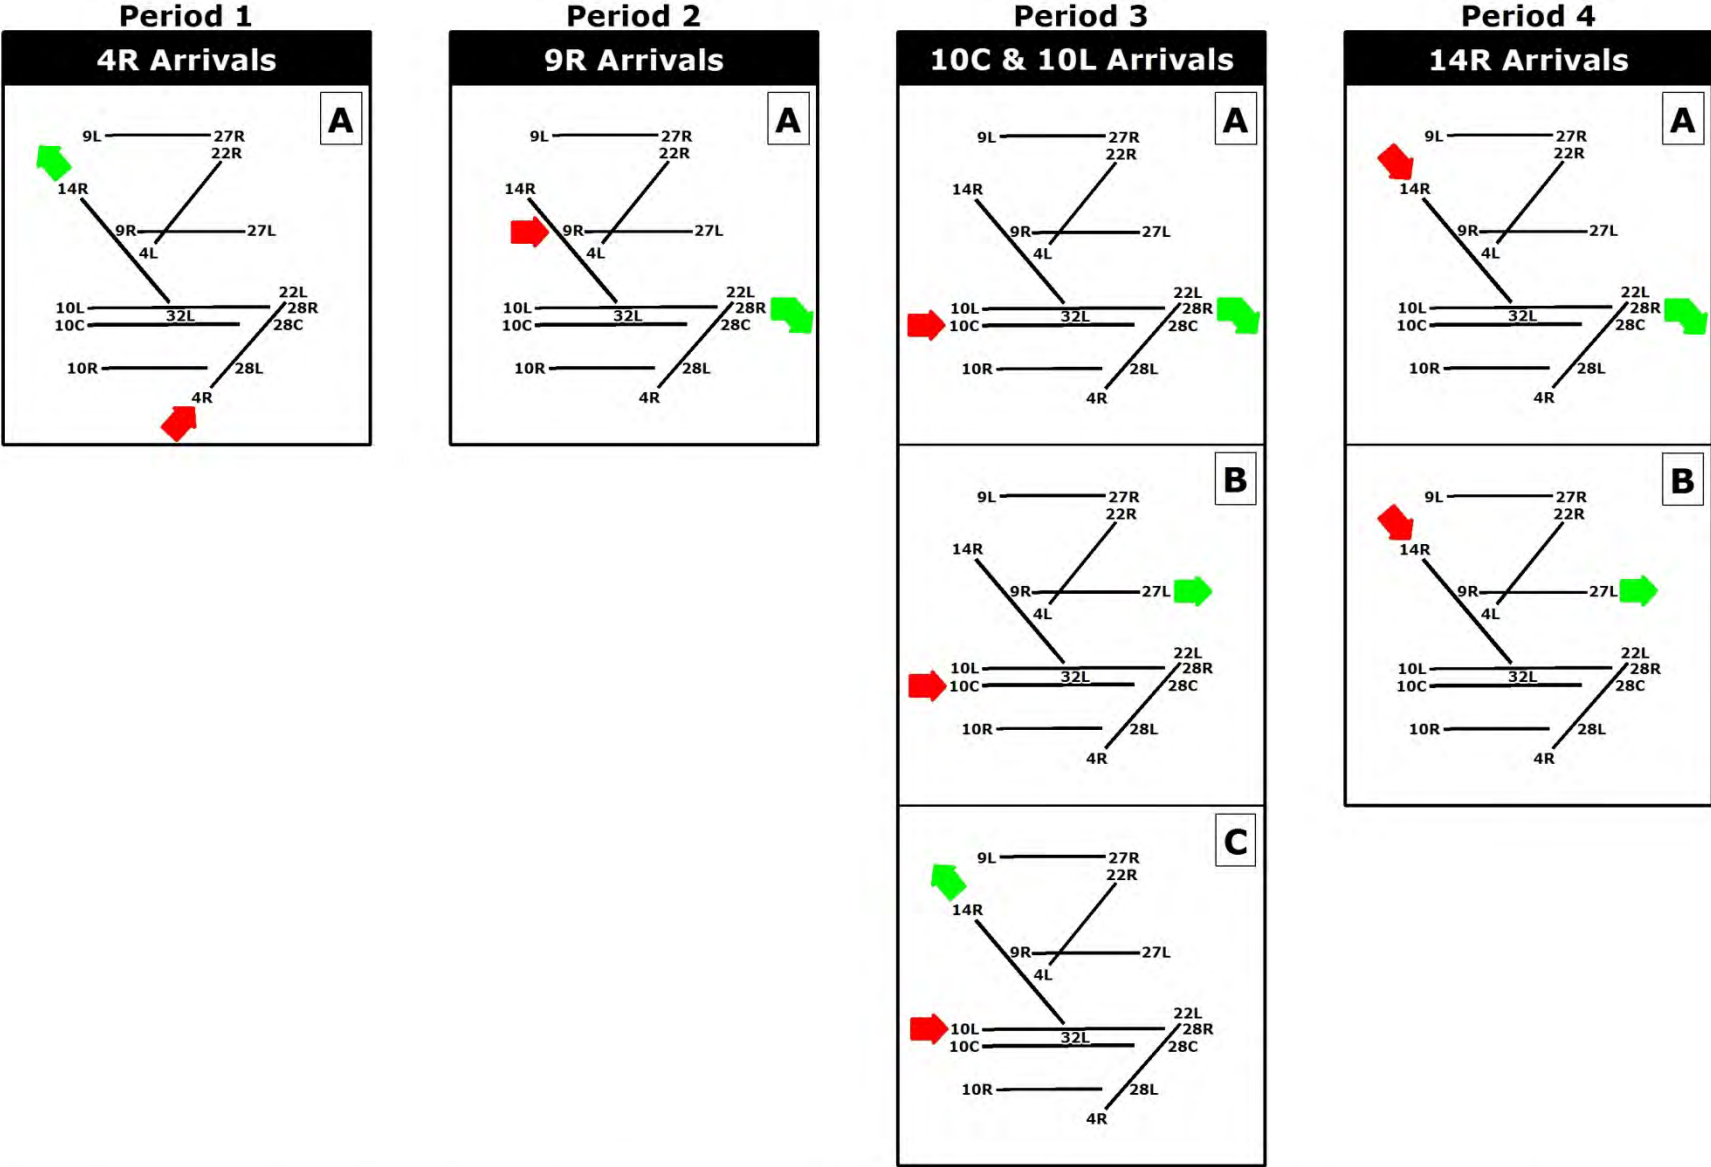 Period 1
4R Arrivals
A
9L 27R
22R
14R
9R 27L
4L
22L
10L 28R
32L
10C 28C
10R 28L
4R
Period 2
9R Arrivals
A
9L 27R
22R
14R
9R 27L
4L
22L
10L 28R
32L
10C 28C
10R 28L
4R
Period 3
10C & 10L Arrivals
A
9L 27R
22R
14R
9R 27L
4L
22L
10L 28R
32L
10C 28C
10R 28L
4R
B
9L 27R
22R
14R
9R 27L
4L
22L
10L 28R
32L
10C 28C
10R 28L
4R
C
9L 27R
22R
14R
9R 27L
4L
22L
10L 28R
32L
10C 28C
10R 28L
4R
Period 4
14R Arrivals
A
9L 27R
22R
14R
9R 27L
4L
22L
10L 28R
32L
10C 28C
10R 28L
4R
B
9L 27R
22R
14R
9R 27L
4L
22L
10L 28R
32L
10C 28C
10R 28L
4R